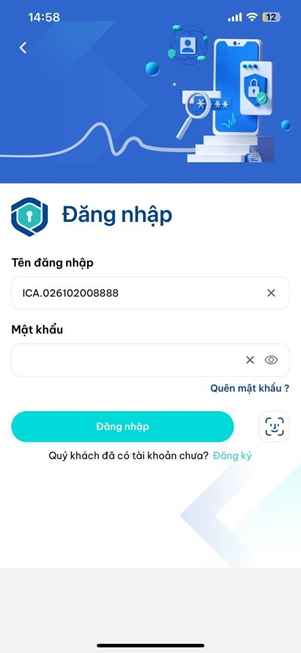 14:58
12
Đăng nhập
Tên đăng nhập
ICA.026102008888
Mật khẩu
Quên mật khẩu ?
Đăng nhập
Quý khách đã có tài khoản chưa? Đăng ký